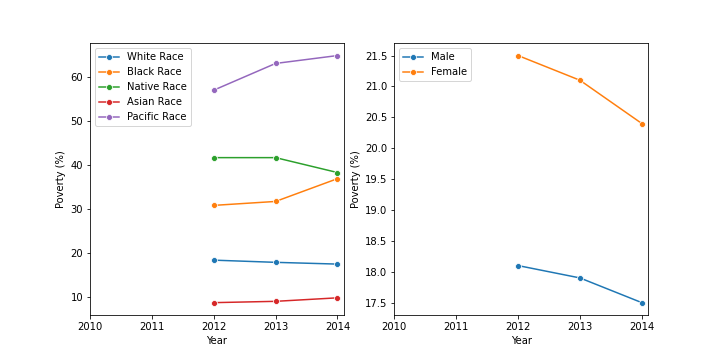 White Race
Black Race
Native Race
Asian Race
Pacific Race
60
50
40
30
20
10
Poverty (%)
2010 2011 2012 2013 2014
Year
Male
Female
21.5
21.0
20.5
20.0
19.5
19.0
18.5
18.0
17.5
Poverty (%)
2010 2011 2012 2013 2014
Year